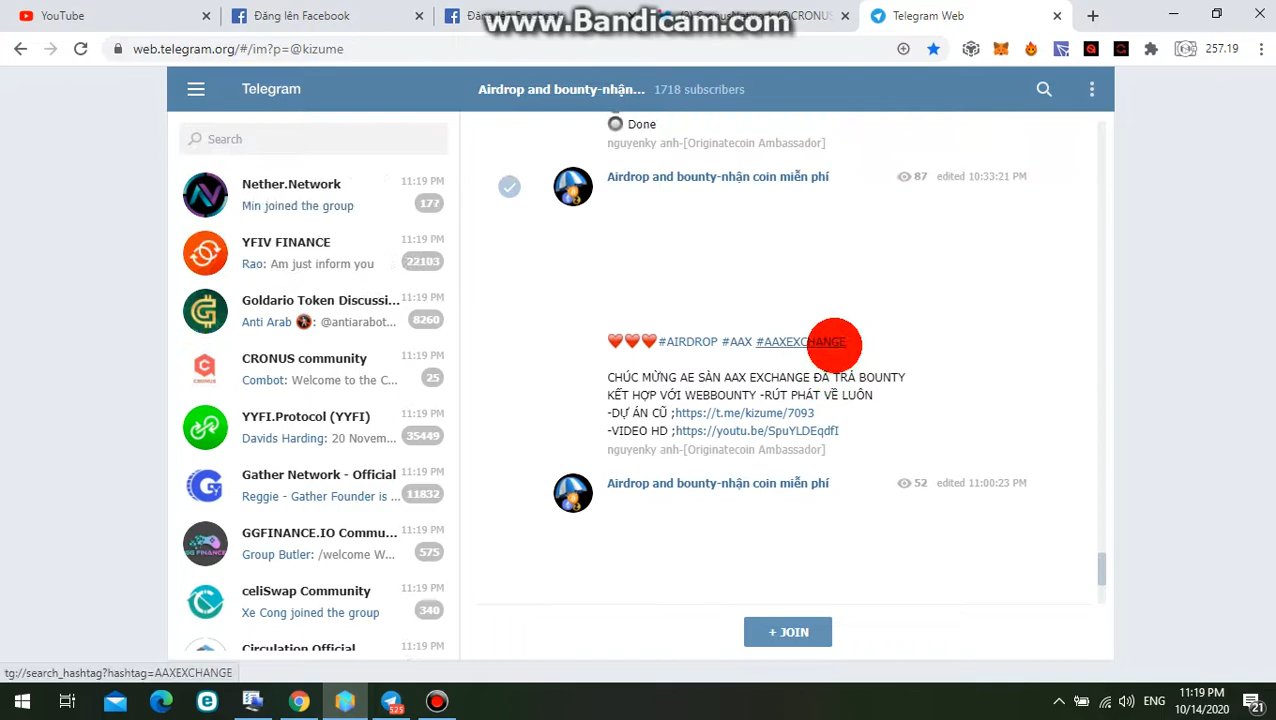 YouTube
Đăng lên Facebook
Telegram Web
www.Bandicam.com
web.telegram.org/#/im?p=@kizume
257.19
Telegram
Airdrop and bounty-nhận...
1718 subscribers
Search
Nether.Network
11:19 PM
Min joined the group
177
YFIV FINANCE
11:19 PM
Rao: Am just inform you
22103
Goldario Token Discussi...
11:19 PM
Anti Arab : @antiarabot...
8260
CRONUS community
11:19 PM
Combot: Welcome to the C...
25
YYFI.Protocol (YYFI)
11:19 PM
Davids Harding: 20 Novem...
35449
Gather Network - Official
11:19 PM
Reggie - Gather Founder is ...
11832
GGFINANCE.IO Commu...
11:19 PM
Group Butler: /welcome W...
575
celiSwap Community
11:19 PM
Xe Cong joined the group
340
Circulation Official
11:19 PM
Done
nguyenky anh-[Originatecoin Ambassador]
Airdrop and bounty-nhận coin miễn phí
87
edited 10:33:21 PM
❤️❤️❤️#AIRDROP #AAX #AAXEXCHANGE
CHÚC MỪNG AE SÀN AAX EXCHANGE ĐÃ TRẢ BOUNTY
KẾT HỢP VỚI WEBBOUNTY -RÚT PHÁT VỀ LUÔN
-DỰ ÁN CŨ ;https://t.me/kizume/7093
-VIDEO HD ;https://youtu.be/SpuYLDEqdfI
nguyenky anh-[Originatecoin Ambassador]
Airdrop and bounty-nhận coin miễn phí
52
edited 11:00:23 PM
+ JOIN
tg://search_hashtag?hashtag=AAXEXCHANGE
525
ENG
11:19 PM
10/14/2020
21